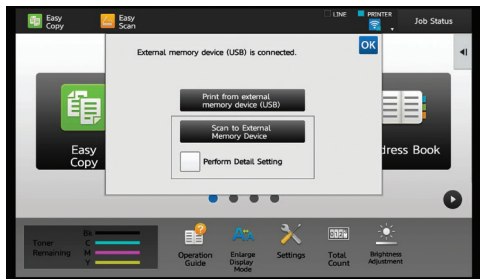 Easy
Copy
Easy
Scan
LINE
PRINTER
Job Status
External memory device (USB) is connected.
OK
Print from external
memory device (USB)
Scan to External
Memory Device
Perform Detail Setting
Easy
Copy
dress Book
Toner
Remaining
Bk
C
M
Y
Operation
Guide
Enlarge
Display
Mode
Settings
Total
Count
Brightness
Adjustment